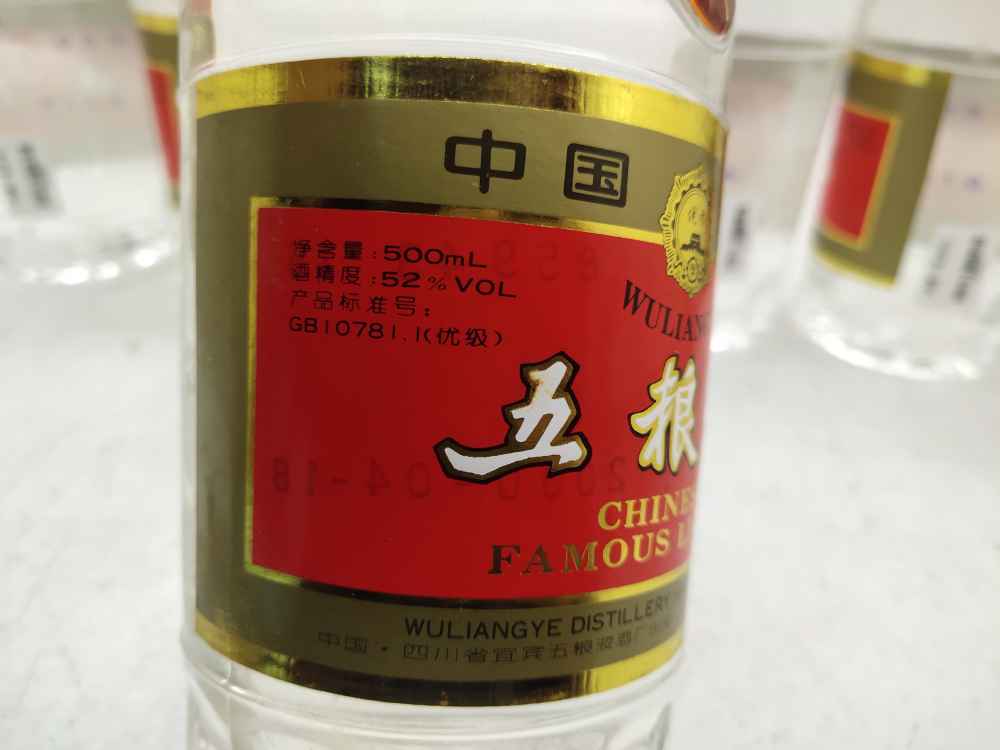 中国
净含量:500mL
酒精度:52%VOL
产品标准号:
GB10781.1(优级)
WULIAN
五粮
CHINES
FAMOUS L
WULIANGYE DISTILLERY
中国·四川省宜宾五粮液酒厂